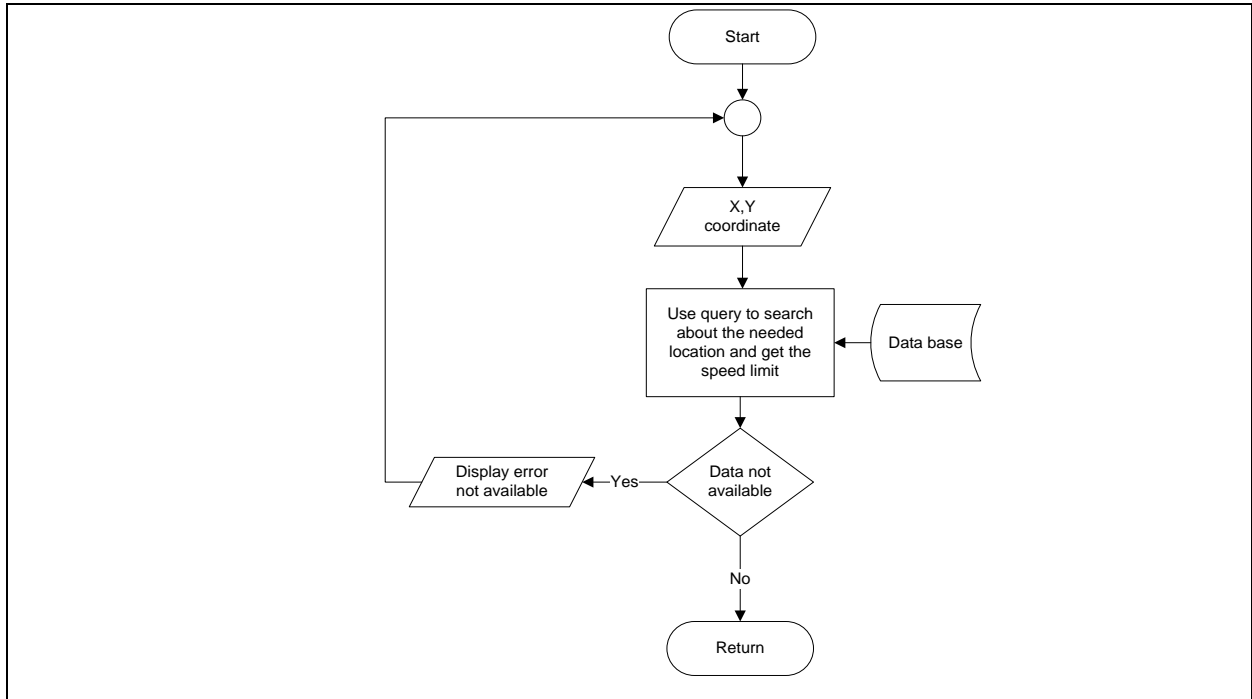 Start
X,Y
coordinate
Use query to search
about the needed
location and get the
speed limit
Data base
Data not
available
Yes
Display error
not available
No
Return